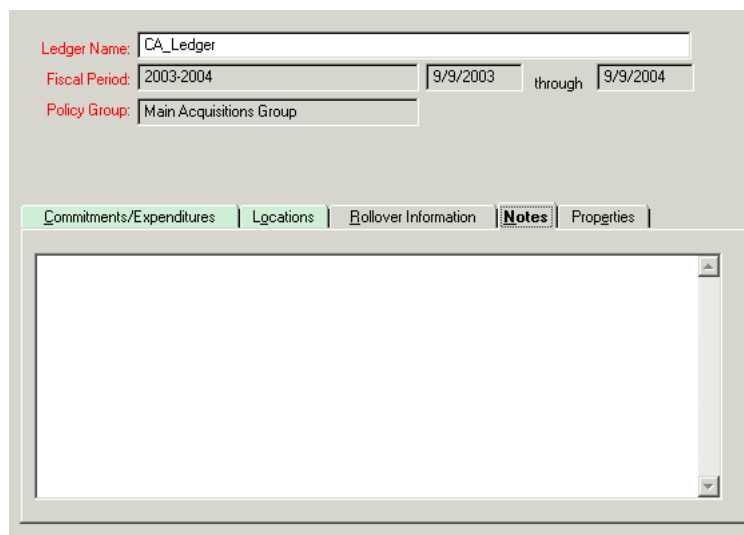 Ledger Name: CA_Ledger
Fiscal Period: 2003-2004 9/9/2003 through 9/9/2004
Policy Group: Main Acquisitions Group
Commitments/Expenditures Locations Rollover Information Notes Properties